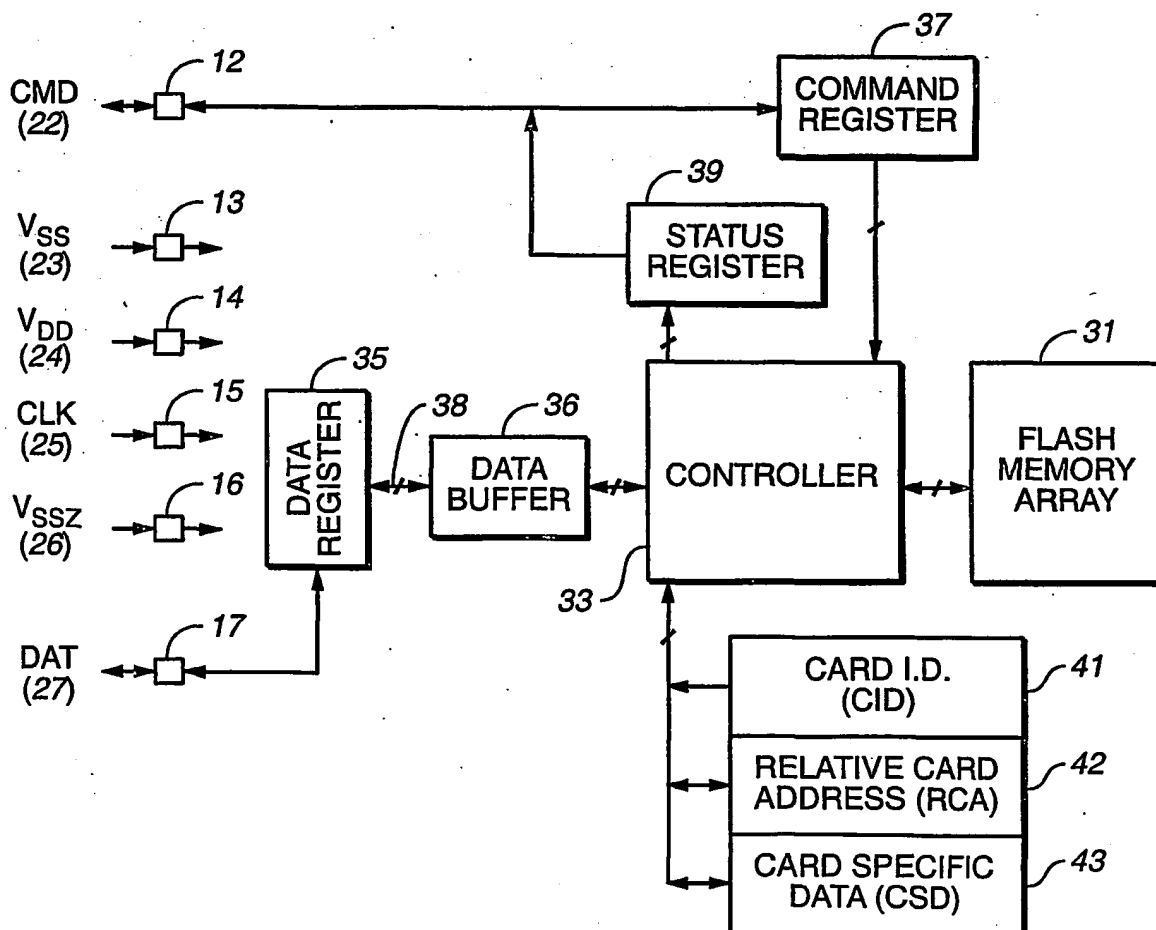 37
12
CMD
(22)
COMMAND
REGISTER
39
13
V_SS
(23)
STATUS
REGISTER
14
V_DD
(24)
35
31
15
38
36
CLK
(25)
DATA
REGISTER
DATA
BUFFER
CONTROLLER
FLASH
MEMORY
ARRAY
16
V_SSZ
(26)
33
17
DAT
(27)
CARD I.D.
(CID)
41
RELATIVE CARD
ADDRESS (RCA)
42
CARD SPECIFIC
DATA (CSD)
43